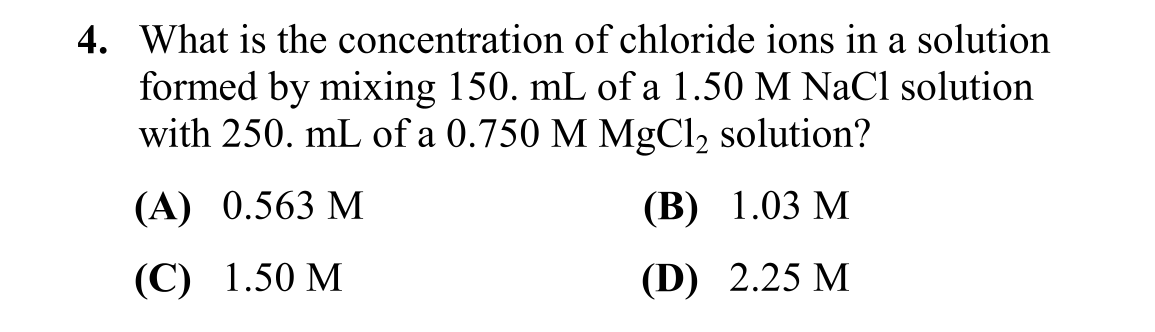 4. What is the concentration of chloride ions in a solution
formed by mixing 150. mL of a 1.50 M NaCl solution
with 250. mL of a 0.750 M MgCl₂ solution?
(A) 0.563 M (B) 1.03 M
(C) 1.50 M (D) 2.25 M